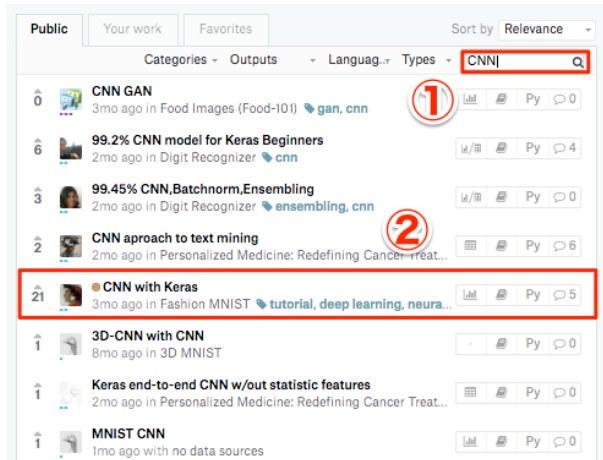 Public Your work Favorites Sort by Relevance
Categories Outputs Languag... Types CNN
CNN GAN
0 3mo ago in Food Images (Food-101) gan, cnn Py 0
①
99.2% CNN model for Keras Beginners
6 2mo ago in Digit Recognizer cnn Py 4
99.45% CNN,Batchnorm,Ensembling
3 2mo ago in Digit Recognizer ensembling, cnn Py 0
②
CNN aproach to text mining
2 2mo ago in Personalized Medicine: Redefining Cancer Treat... Py 6
CNN with Keras
21 3mo ago in Fashion MNIST tutorial, deep learning, neura... Py 5
3D-CNN with CNN
1 8mo ago in 3D MNIST Py 0
Keras end-to-end CNN w/out statistic features
1 2mo ago in Personalized Medicine: Redefining Cancer Treat... Py 0
MNIST CNN
1 1mo ago with no data sources Py 0